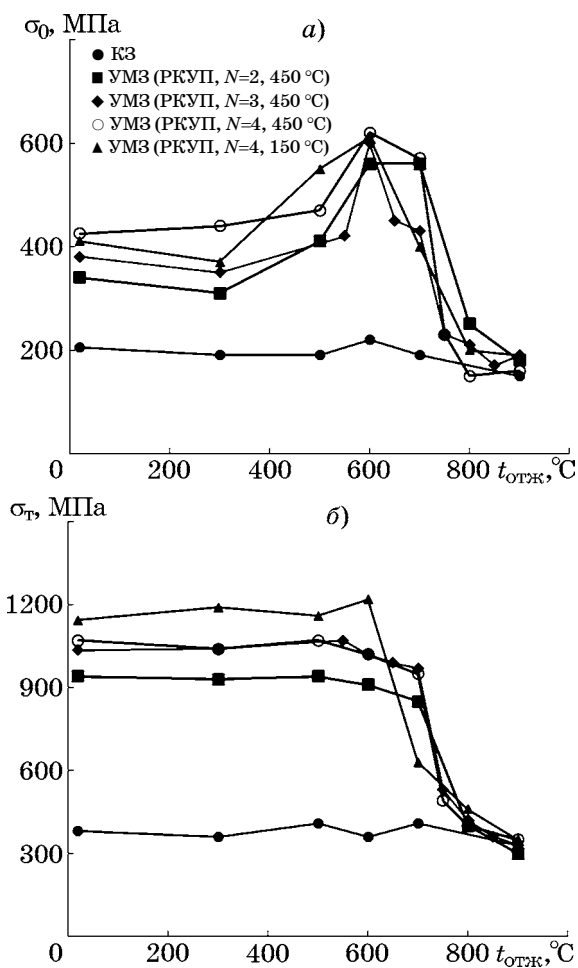 σ₀, МПа
а)
КЗ
УМЗ (РКУП, N=2, 450 °C)
УМЗ (РКУП, N=3, 450 °C)
УМЗ (РКУП, N=4, 450 °C)
УМЗ (РКУП, N=4, 150 °C)
600
400
200
0 200 400 600 800 tотж, °C
σт, МПа
б)
1200
900
600
300
0 200 400 600 800 tотж, °C